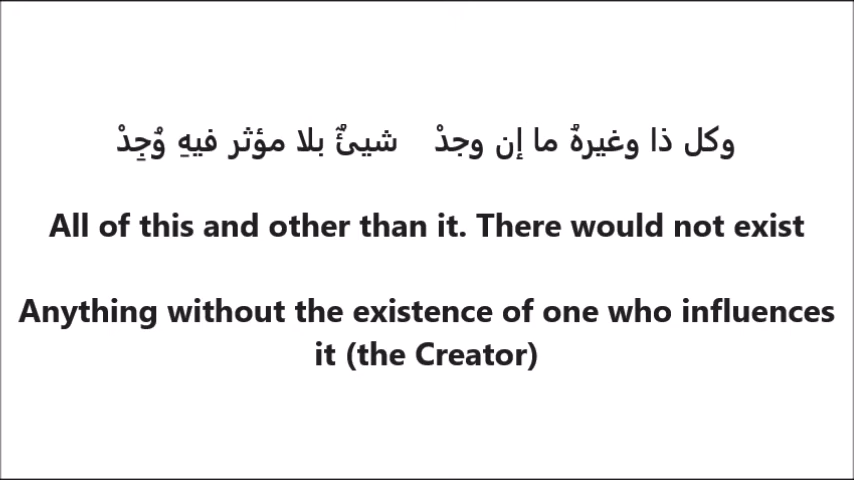 وكل ذا وغيرهُ ما إن وجدْ شيئٌ بلا مؤثر فيهِ وُجِدْ
All of this and other than it. There would not exist
Anything without the existence of one who influences
it (the Creator)